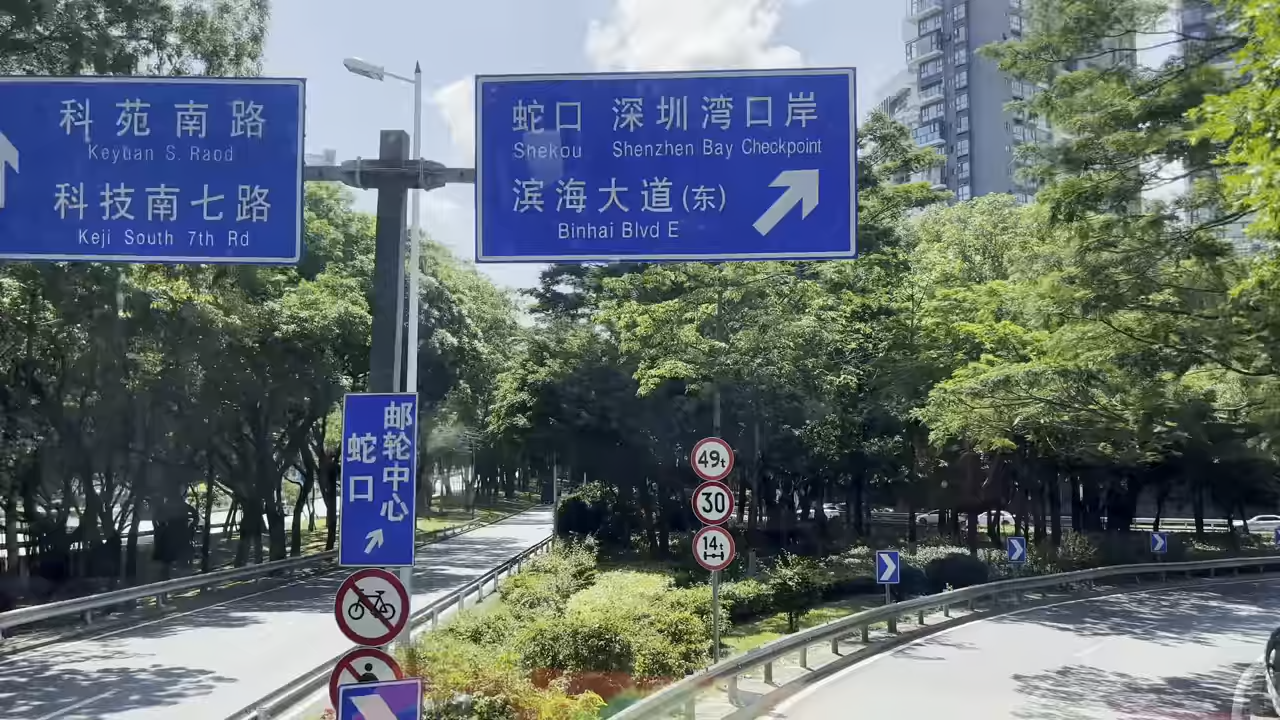 科苑南路
Keyuan S. Raod
科技南七路
Keji South 7th Rd
蛇口 深圳湾口岸
Shekou Shenzhen Bay Checkpoint
滨海大道(东)
Binhai Blvd E
蛇口
邮轮中心
49t
30
14t